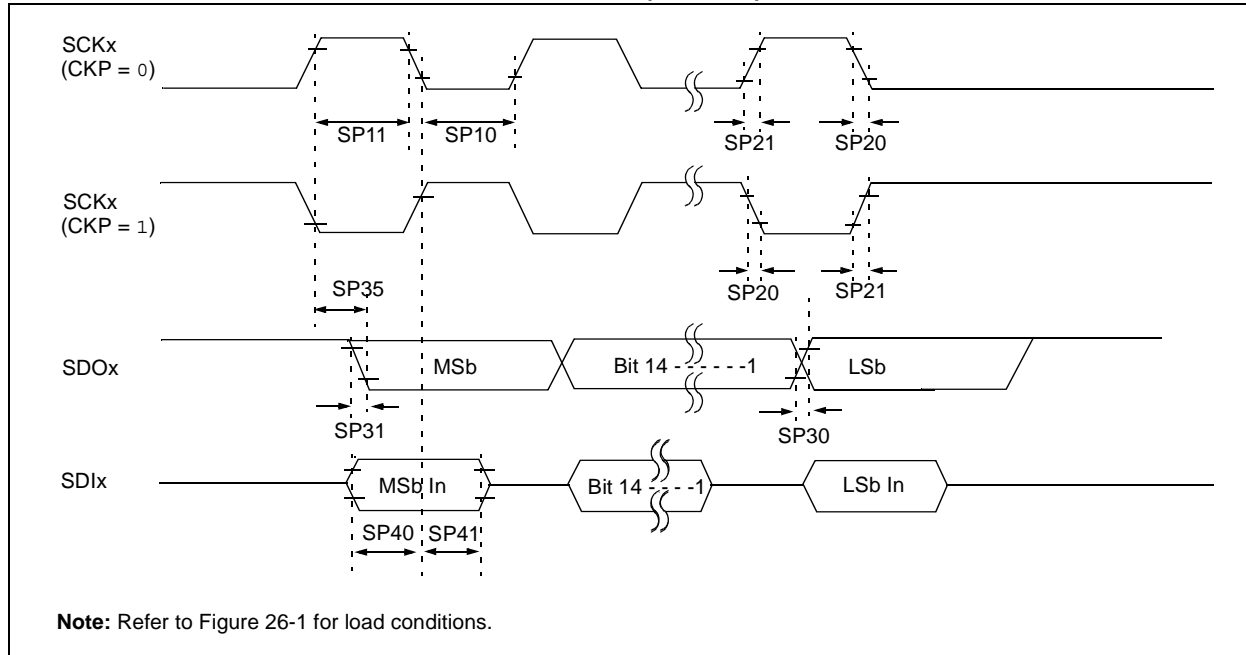 SCKx
(CKP = 0)
SP11
SP10
SP21
SP20
SCKx
(CKP = 1)
SP35
SP20
SP21
SDOx
MSb
Bit 14 - - - - - -1
LSb
SP31
SP30
SDIx
MSb In
Bit 14 - - - -1
LSb In
SP40
SP41
Note: Refer to Figure 26-1 for load conditions.